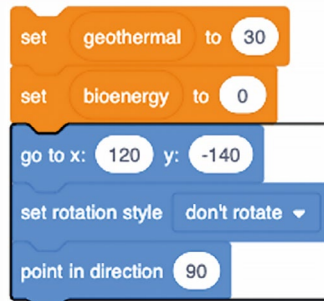 set geothermal to 30
set bioenergy to 0
go to x: 120 y: -140
set rotation style don't rotate
point in direction 90